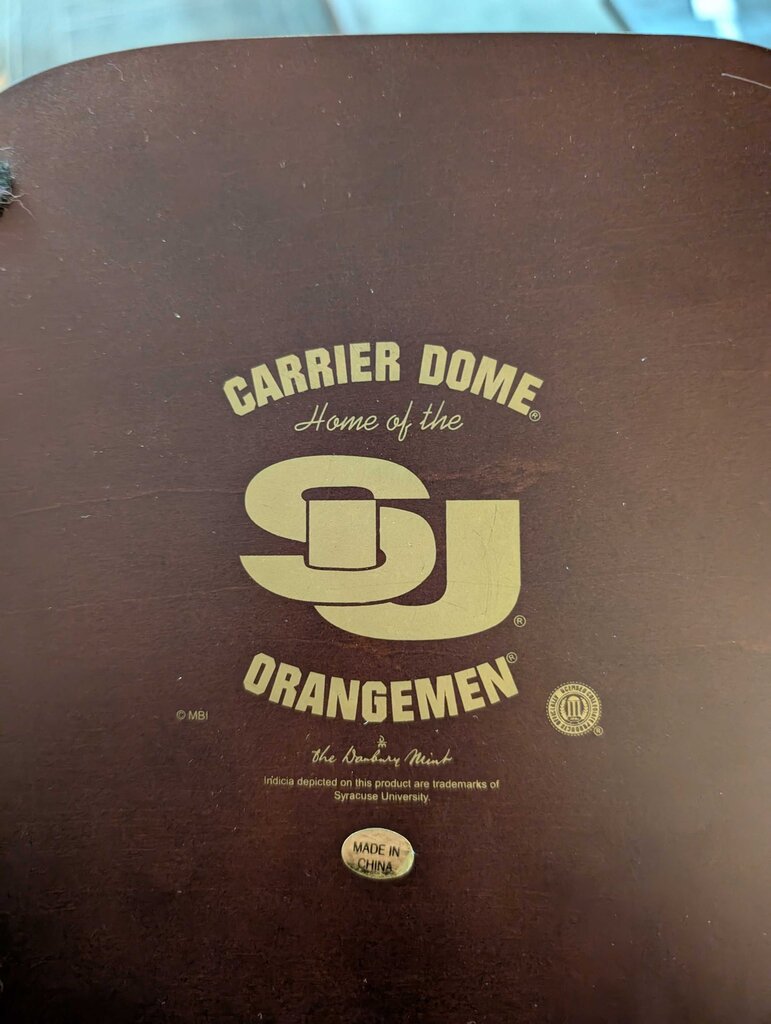 CARRIER DOME®
Home of the
SU®
ORANGEMEN®
© MBI
®
the Danbury Mint
Indicia depicted on this product are trademarks of
Syracuse University.
MADE IN
CHINA